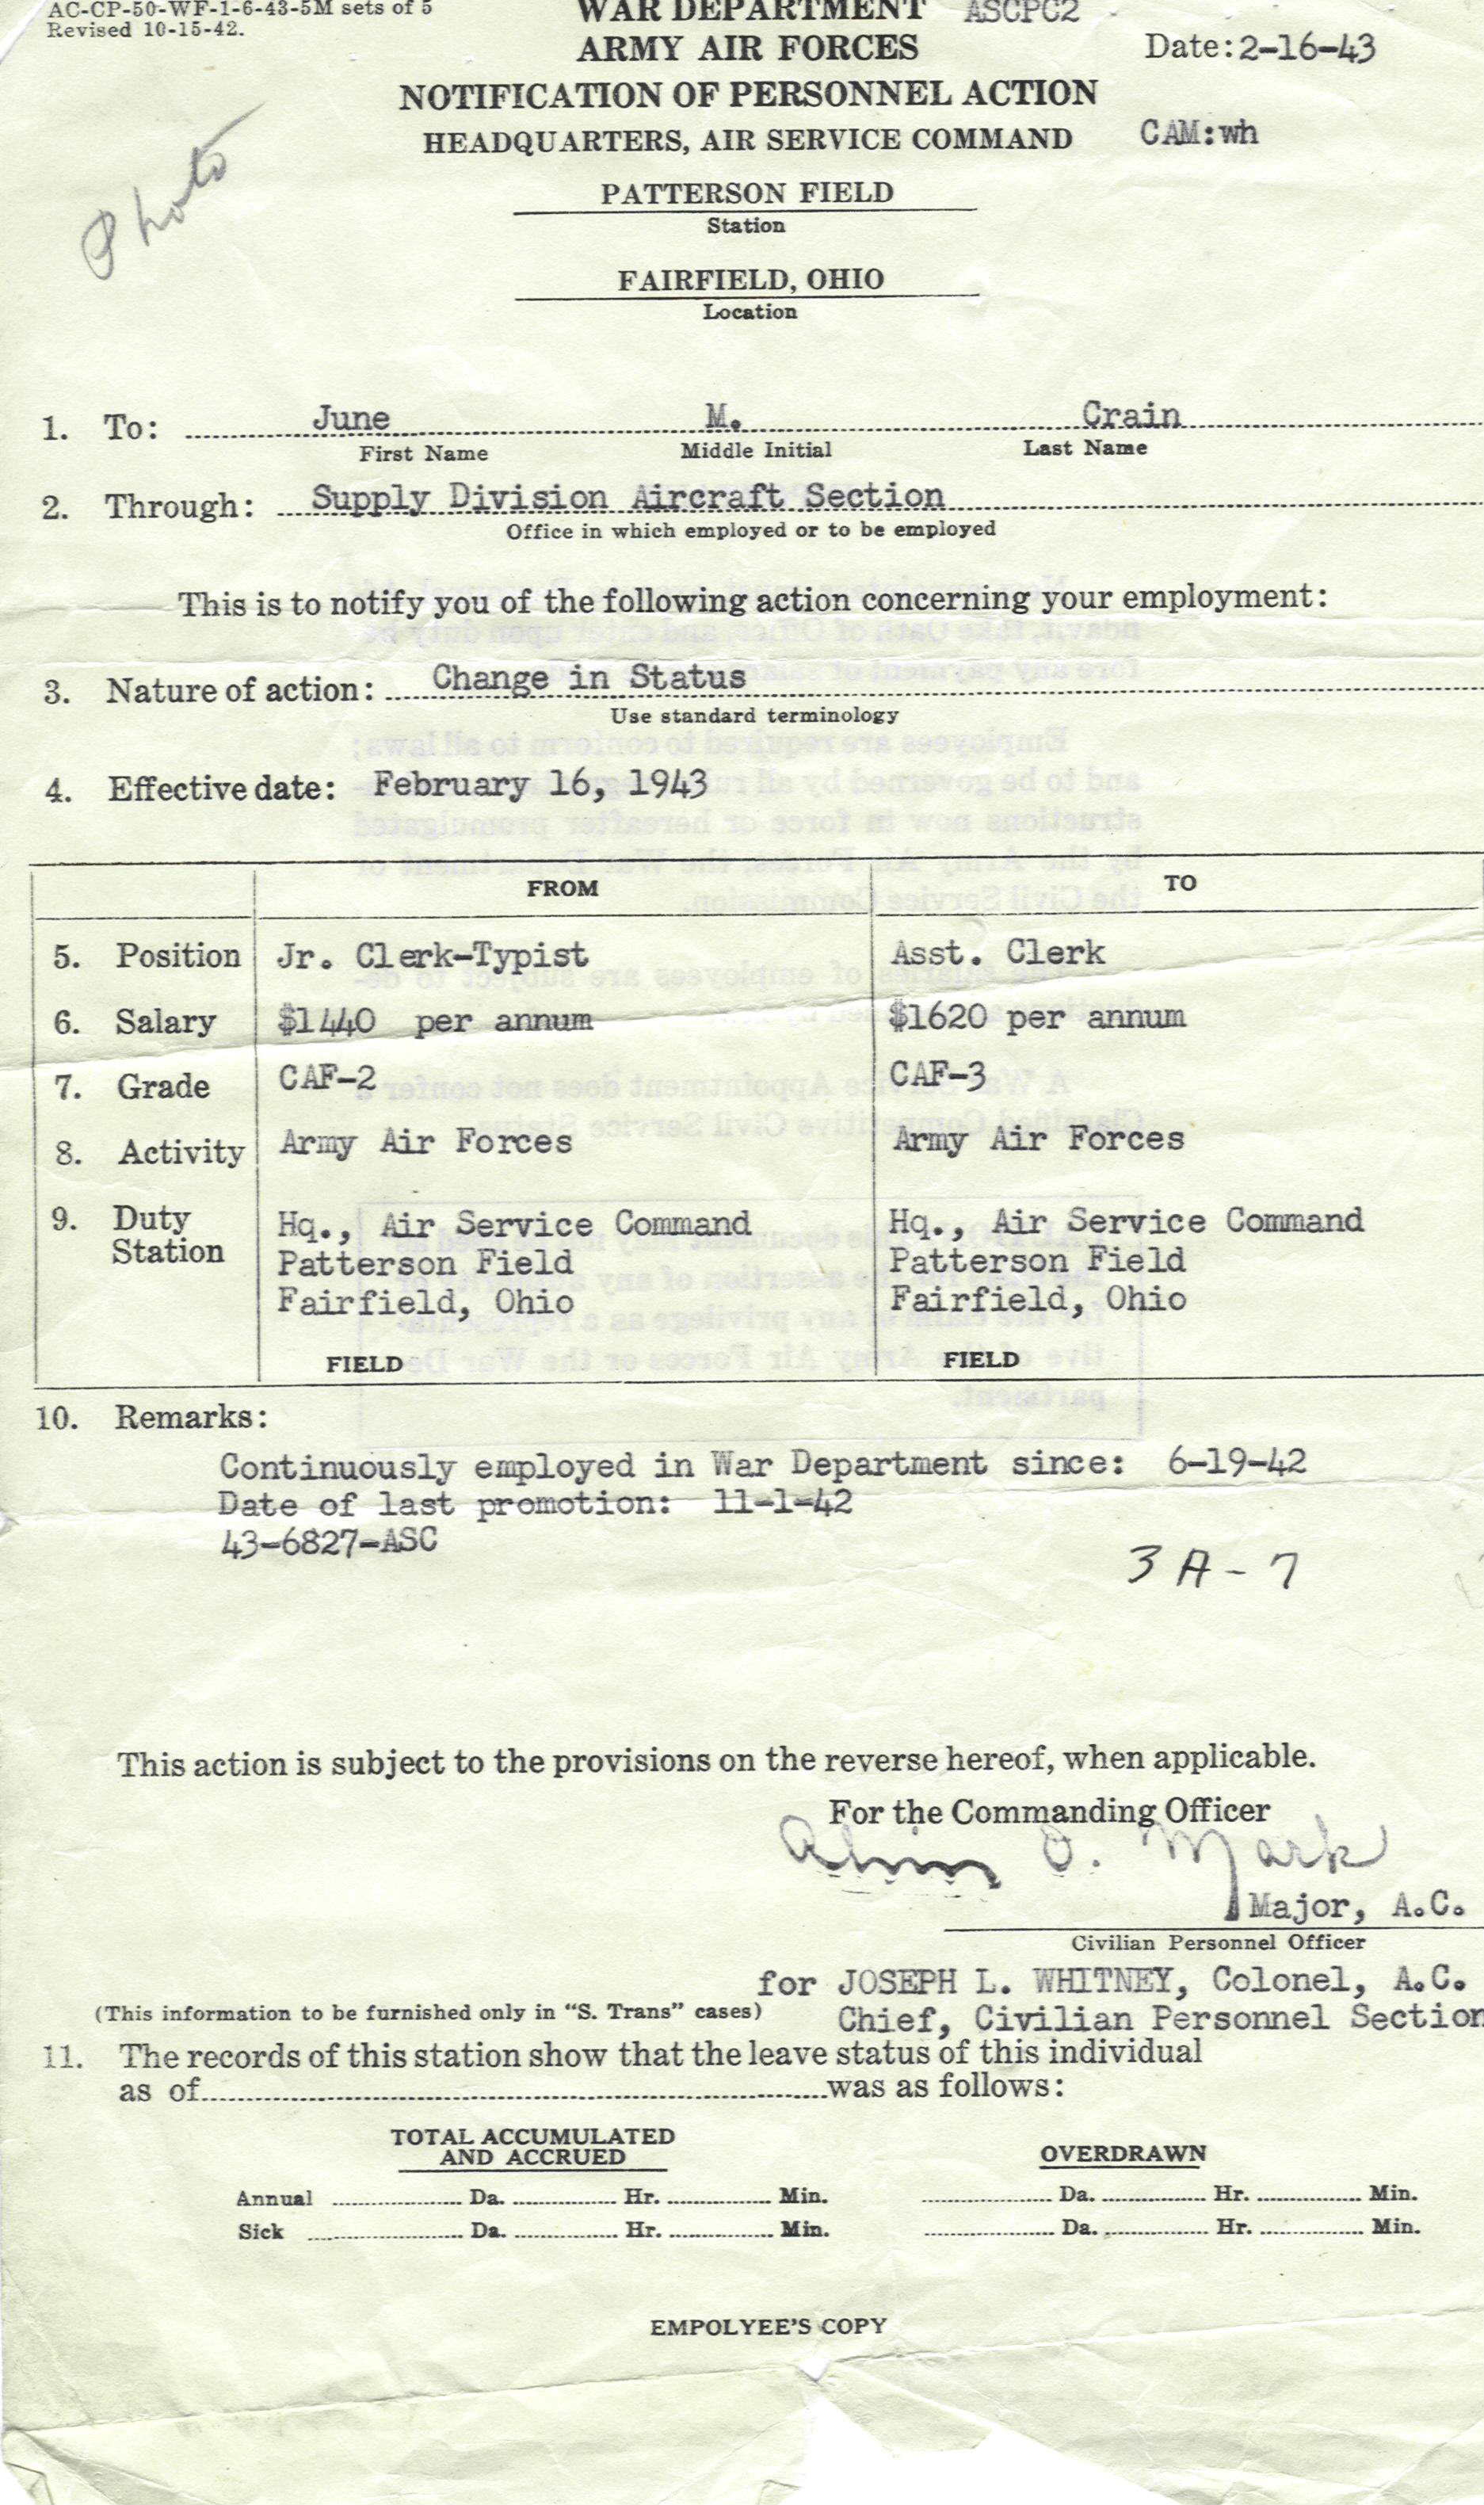 AC-CP-50-WF-1-6-43-5M sets of 5
Revised 10-15-42.
WAR DEPARTMENT ASCPC2
ARMY AIR FORCES
Date: 2-16-43
NOTIFICATION OF PERSONNEL ACTION
HEADQUARTERS, AIR SERVICE COMMAND CAM:wh
Photo
PATTERSON FIELD
Station
FAIRFIELD, OHIO
Location
1. To: June M. Crain
First Name Middle Initial Last Name
2. Through: Supply Division Aircraft Section
Office in which employed or to be employed
This is to notify you of the following action concerning your employment:
3. Nature of action: Change in Status
Use standard terminology
4. Effective date: February 16, 1943
FROM TO
5. Position Jr. Clerk-Typist Asst. Clerk
6. Salary $1440 per annum $1620 per annum
7. Grade CAF-2 CAF-3
8. Activity Army Air Forces Army Air Forces
9. Duty Station Hq., Air Service Command Hq., Air Service Command
Patterson Field Patterson Field
Fairfield, Ohio Fairfield, Ohio
FIELD FIELD
10. Remarks:
Continuously employed in War Department since: 6-19-42
Date of last promotion: 11-1-42
43-6827-ASC
3A-7
This action is subject to the provisions on the reverse hereof, when applicable.
For the Commanding Officer
O. Mark
Major, A.C.
Civilian Personnel Officer
for JOSEPH L. WHITNEY, Colonel, A.C.
(This information to be furnished only in "S. Trans" cases) Chief, Civilian Personnel Section
11. The records of this station show that the leave status of this individual
as of was as follows:
TOTAL ACCUMULATED
AND ACCRUED OVERDRAWN
Annual Da. Hr. Min. Da. Hr. Min.
Sick Da. Hr. Min. Da. Hr. Min.
EMPOLYEE'S COPY